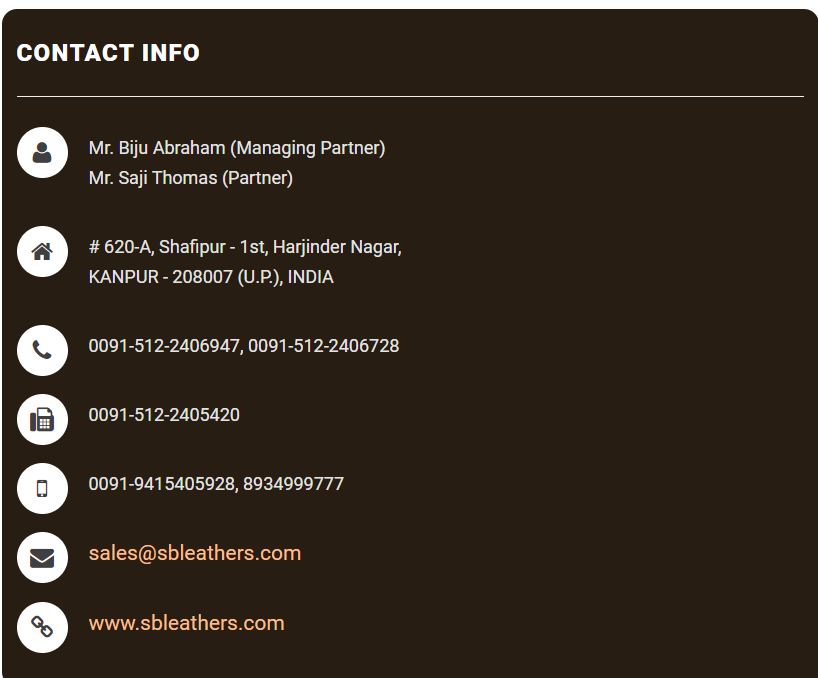 CONTACT INFO
Mr. Biju Abraham (Managing Partner)
Mr. Saji Thomas (Partner)
# 620-A, Shafipur - 1st, Harjinder Nagar,
KANPUR - 208007 (U.P.), INDIA
0091-512-2406947, 0091-512-2406728
0091-512-2405420
0091-9415405928, 8934999777
sales@sbleathers.com
www.sbleathers.com